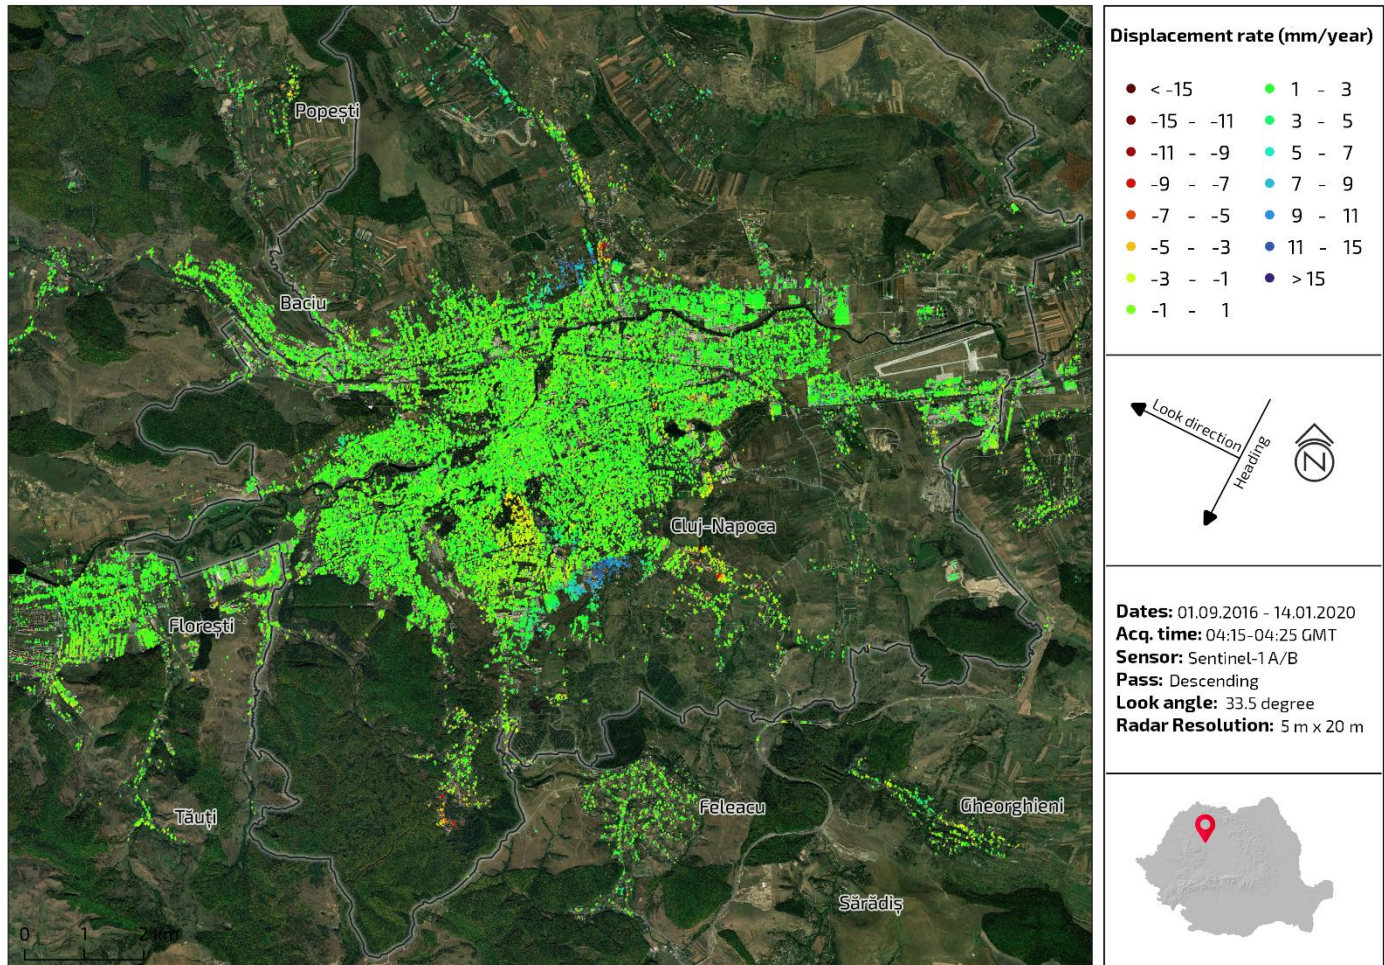 Popești
Baciu
Cluj-Napoca
Florești
Tăuți
Feleacu
Gheorghieni
Sărădiș
0 1 2 km
Displacement rate (mm/year)
< -15
-15 - -11
-11 - -9
-9 - -7
-7 - -5
-5 - -3
-3 - -1
-1 - 1
1 - 3
3 - 5
5 - 7
7 - 9
9 - 11
11 - 15
> 15
Look direction
Heading
N
Dates: 01.09.2016 - 14.01.2020
Acq. time: 04:15-04:25 GMT
Sensor: Sentinel-1 A/B
Pass: Descending
Look angle: 33.5 degree
Radar Resolution: 5 m x 20 m